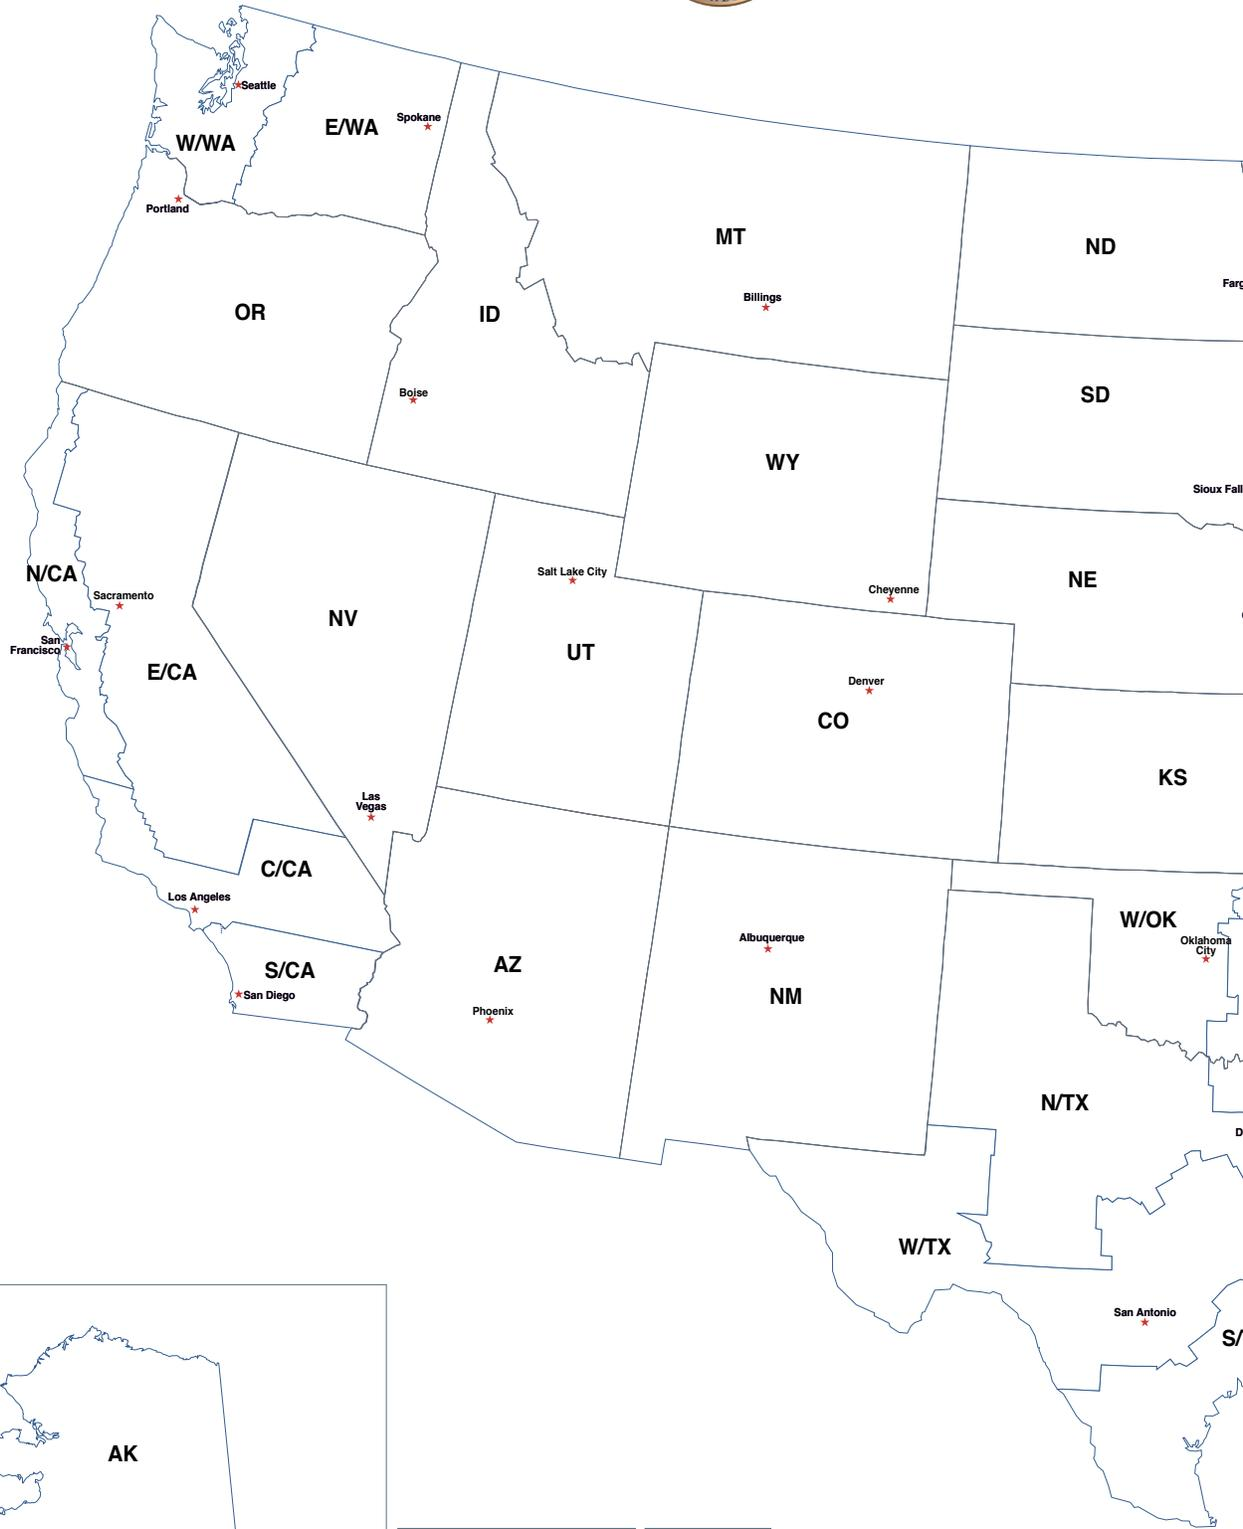 Seattle
Spokane
E/WA
W/WA
Portland
MT
ND
Billings
OR
ID
Boise
SD
WY
N/CA
Salt Lake City
NE
Cheyenne
Sacramento
NV
San
Francisco
UT
E/CA
Denver
CO
KS
Las
Vegas
C/CA
Los Angeles
W/OK
Albuquerque
Oklahoma
City
AZ
S/CA
San Diego
NM
Phoenix
N/TX
W/TX
San Antonio
AK